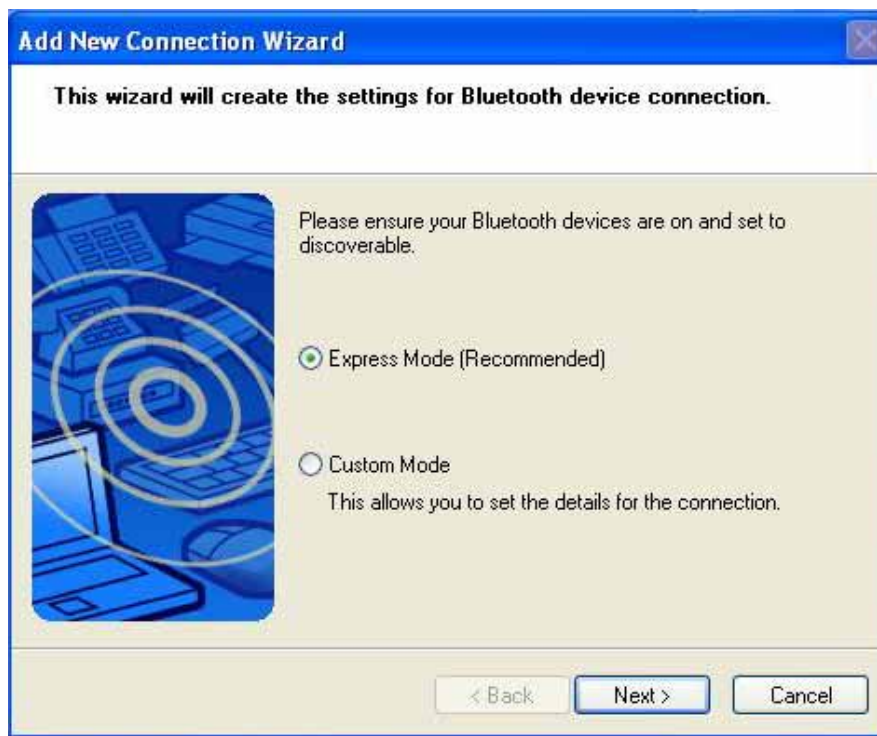 Add New Connection Wizard
This wizard will create the settings for Bluetooth device connection.
Please ensure your Bluetooth devices are on and set to
discoverable.
Express Mode (Recommended)
Custom Mode
This allows you to set the details for the connection.
< Back
Next >
Cancel